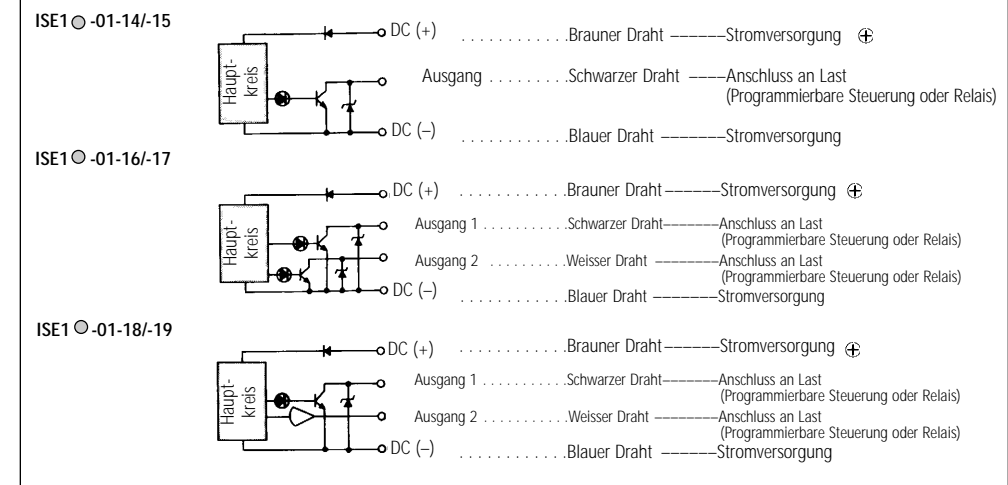 ISE1○-01-14/-15
DC (+) ............Brauner Draht ––––––Stromversorgung ⊕
Haupt-
kreis
Ausgang .........Schwarzer Draht ––––Anschluss an Last
(Programmierbare Steuerung oder Relais)
DC (–) ............Blauer Draht –––––––Stromversorgung
ISE1○-01-16/-17
DC (+) ............Brauner Draht––––––Stromversorgung ⊕
Haupt-
kreis
Ausgang 1 ...........Schwarzer Draht–––––––Anschluss an Last
(Programmierbare Steuerung oder Relais)
Ausgang 2 ..........Weisser Draht ––––––––Anschluss an Last
(Programmierbare Steuerung oder Relais)
DC (–) ............Blauer Draht –––––––Stromversorgung
ISE1○-01-18/-19
DC (+) ............Brauner Draht––––––Stromversorgung ⊕
Haupt-
kreis
Ausgang 1 ...........Schwarzer Draht–––––––Anschluss an Last
(Programmierbare Steuerung oder Relais)
Ausgang 2 ...........Weisser Draht ––––––––Anschluss an Last
(Programmierbare Steuerung oder Relais)
DC (–) ............Blauer Draht ––––––Stromversorgung